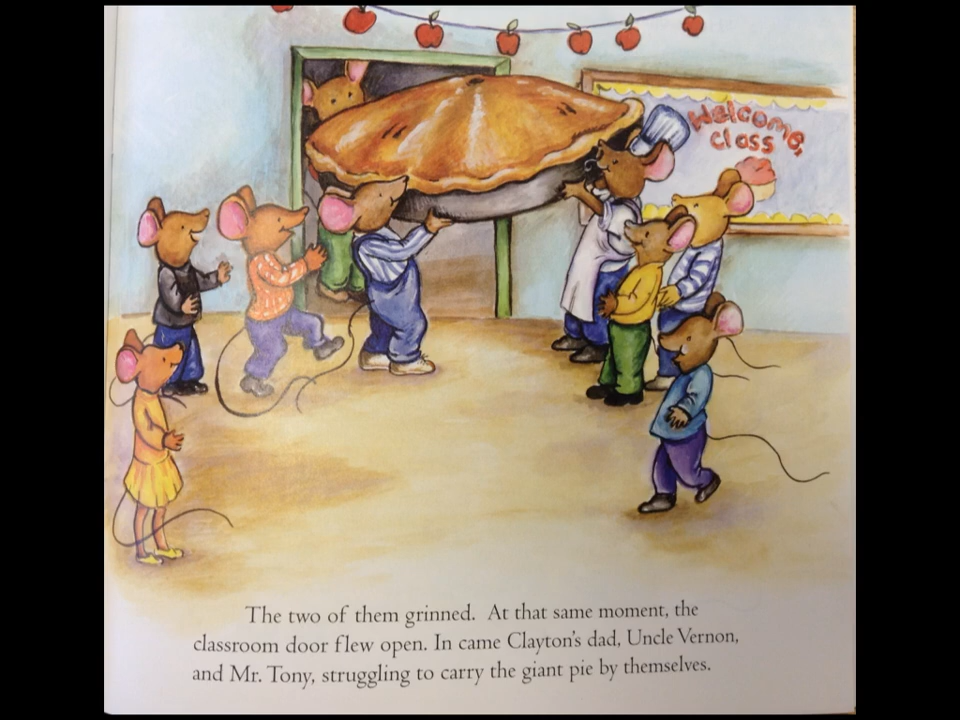 Welcome,
class
The two of them grinned. At that same moment, the
classroom door flew open. In came Clayton's dad, Uncle Vernon,
and Mr. Tony, struggling to carry the giant pie by themselves.